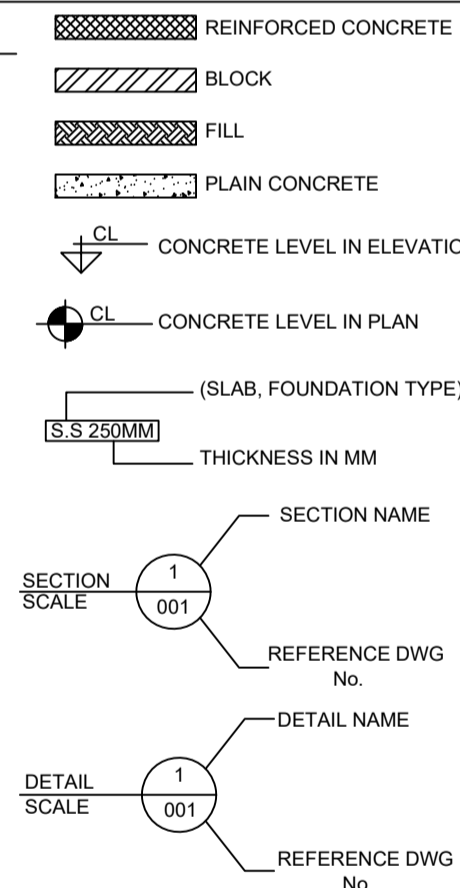 REINFORCED CONCRETE
BLOCK
FILL
PLAIN CONCRETE
CL
CONCRETE LEVEL IN ELEVATIO
CL
CONCRETE LEVEL IN PLAN
(SLAB, FOUNDATION TYPE)
S.S 250MM
THICKNESS IN MM
SECTION NAME
SECTION
SCALE
1
001
REFERENCE DWG
No.
DETAIL NAME
DETAIL
SCALE
1
001
REFERENCE DWG
No.